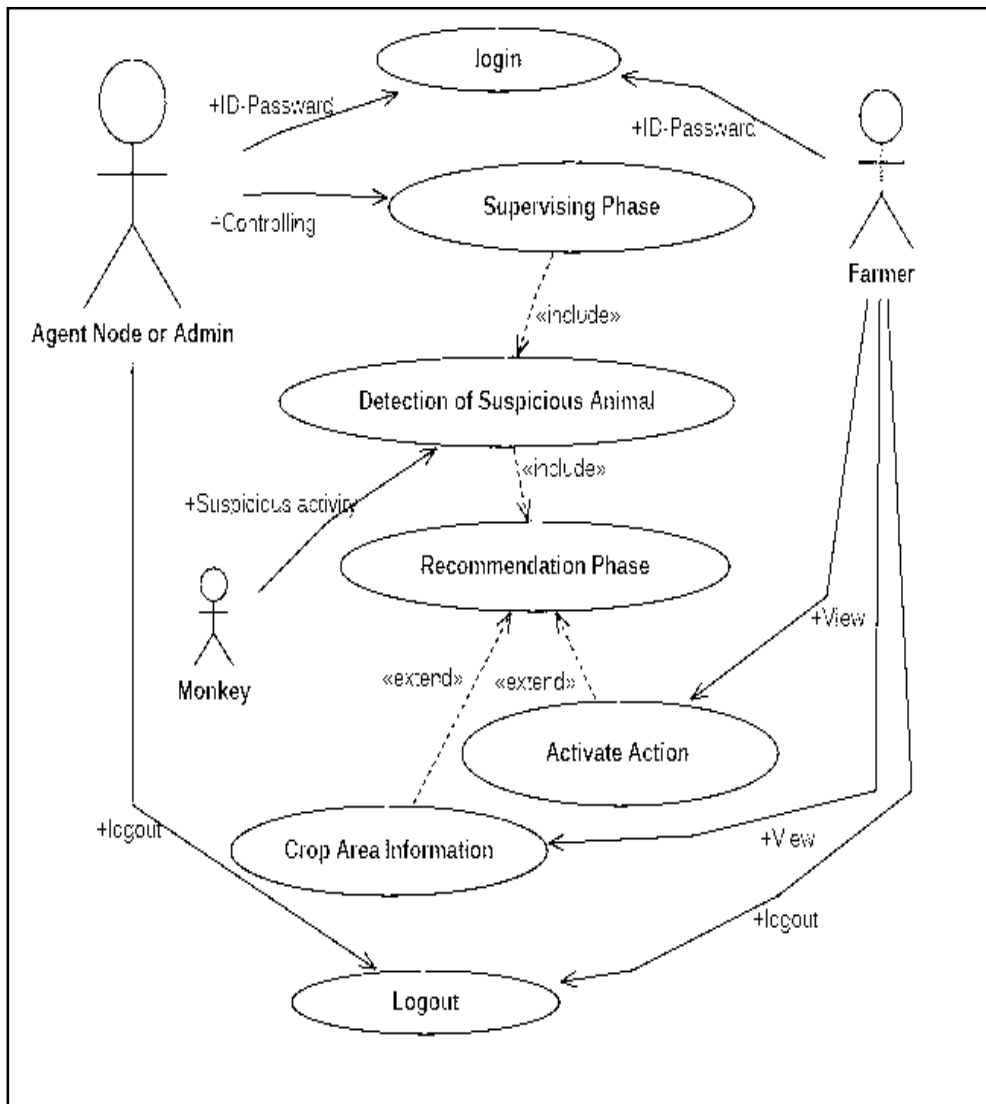 login
+ID-Passward
+ID-Passward
Supervising Phase
+Controlling
Farmer
Agent Node or Admin
«include»
Detection of Suspicious Animal
«include»
+Suspicious activity
Recommendation Phase
+View
Monkey
«extend»
«extend»
Activate Action
+logout
Crop Area Information
+View
+logout
Logout